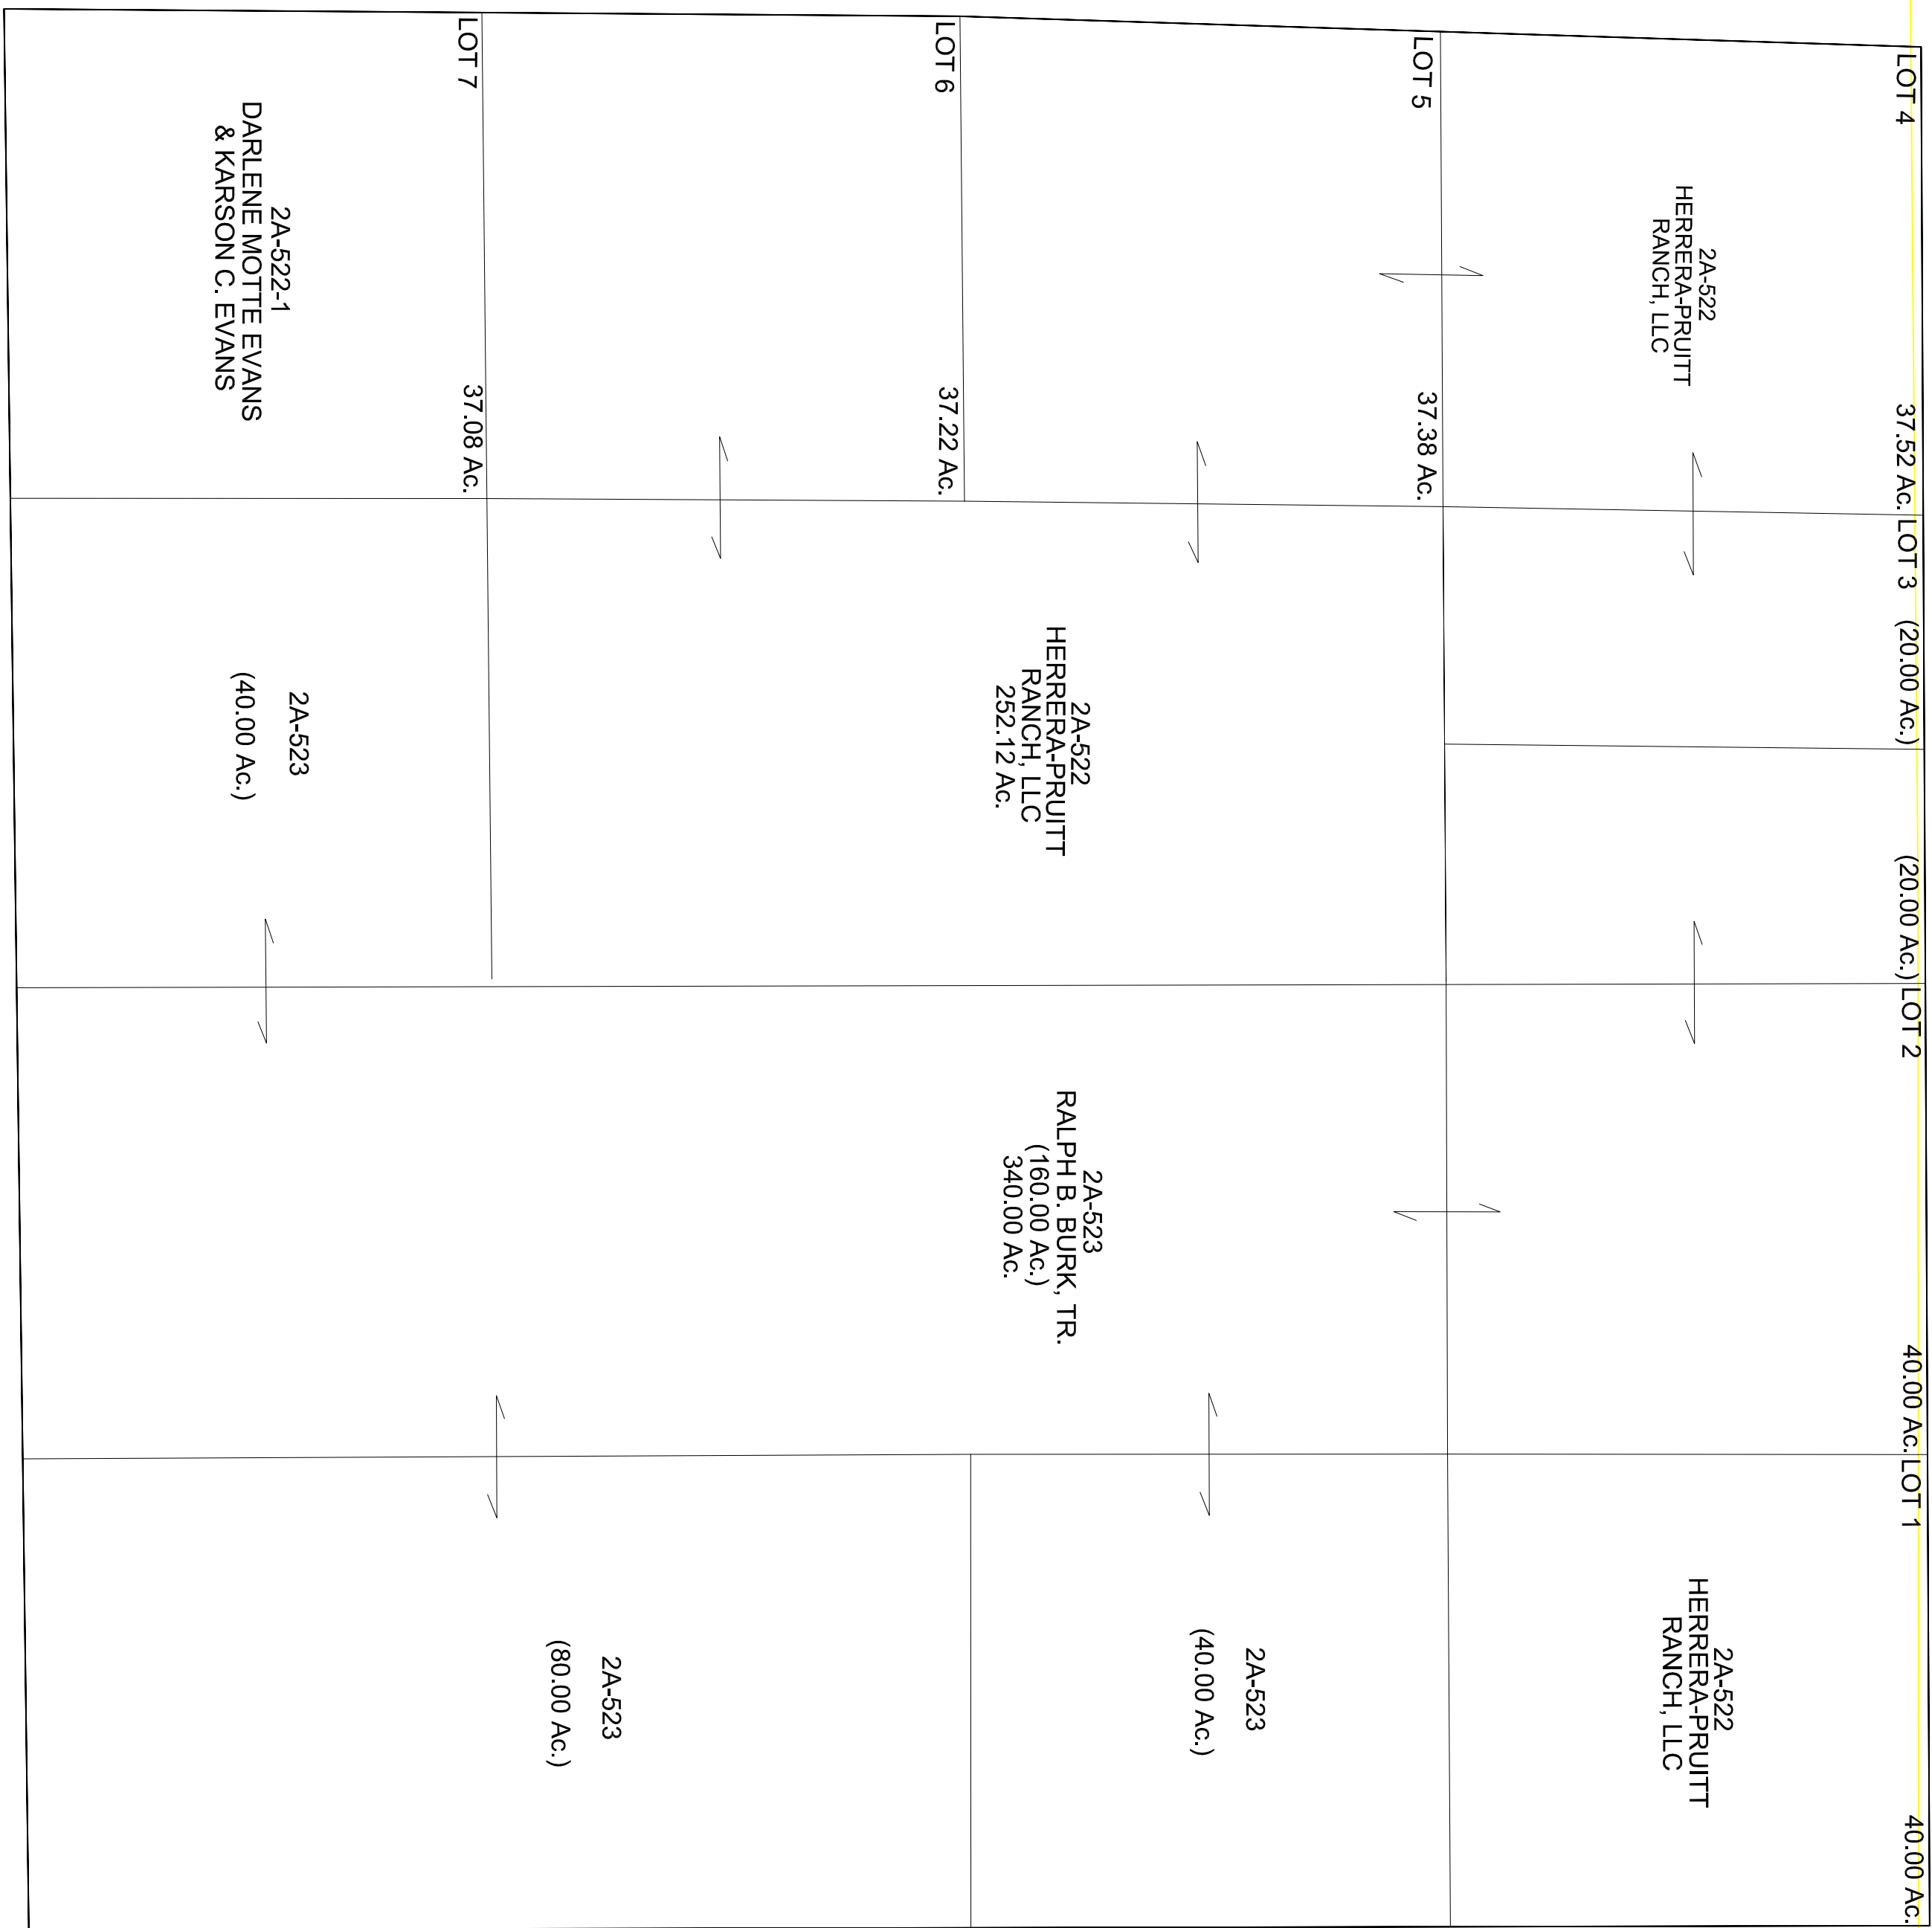 LOT 4
37.52 Ac.
LOT 3
(20.00 Ac.)
(20.00 Ac.)
LOT 2
40.00 Ac.
LOT 1
40.00 Ac.
2A-522
HERRERA-PRUITT
RANCH, LLC
2A-522
HERRERA-PRUITT
RANCH, LLC
LOT 5
37.38 Ac.
2A-523
(40.00 Ac.)
2A-522
HERRERA-PRUITT
RANCH, LLC
252.12 Ac.
2A-523
RALPH B. BURK, TR.
(160.00 Ac.)
340.00 Ac.
LOT 6
37.22 Ac.
2A-523
(80.00 Ac.)
LOT 7
37.08 Ac.
2A-522-1
DARLENE MOTTE EVANS
& KARSON C. EVANS
2A-523
(40.00 Ac.)